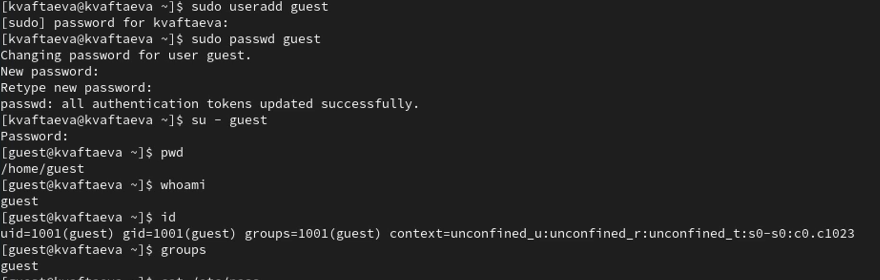 [kvaftaeva@kvaftaeva ~]$ sudo useradd guest
[sudo] password for kvaftaeva:
[kvaftaeva@kvaftaeva ~]$ sudo passwd guest
Changing password for user guest.
New password:
Retype new password:
passwd: all authentication tokens updated successfully.
[kvaftaeva@kvaftaeva ~]$ su - guest
Password:
[guest@kvaftaeva ~]$ pwd
/home/guest
[guest@kvaftaeva ~]$ whoami
guest
[guest@kvaftaeva ~]$ id
uid=1001(guest) gid=1001(guest) groups=1001(guest) context=unconfined_u:unconfined_r:unconfined_t:s0-s0:c0.c1023
[guest@kvaftaeva ~]$ groups
guest